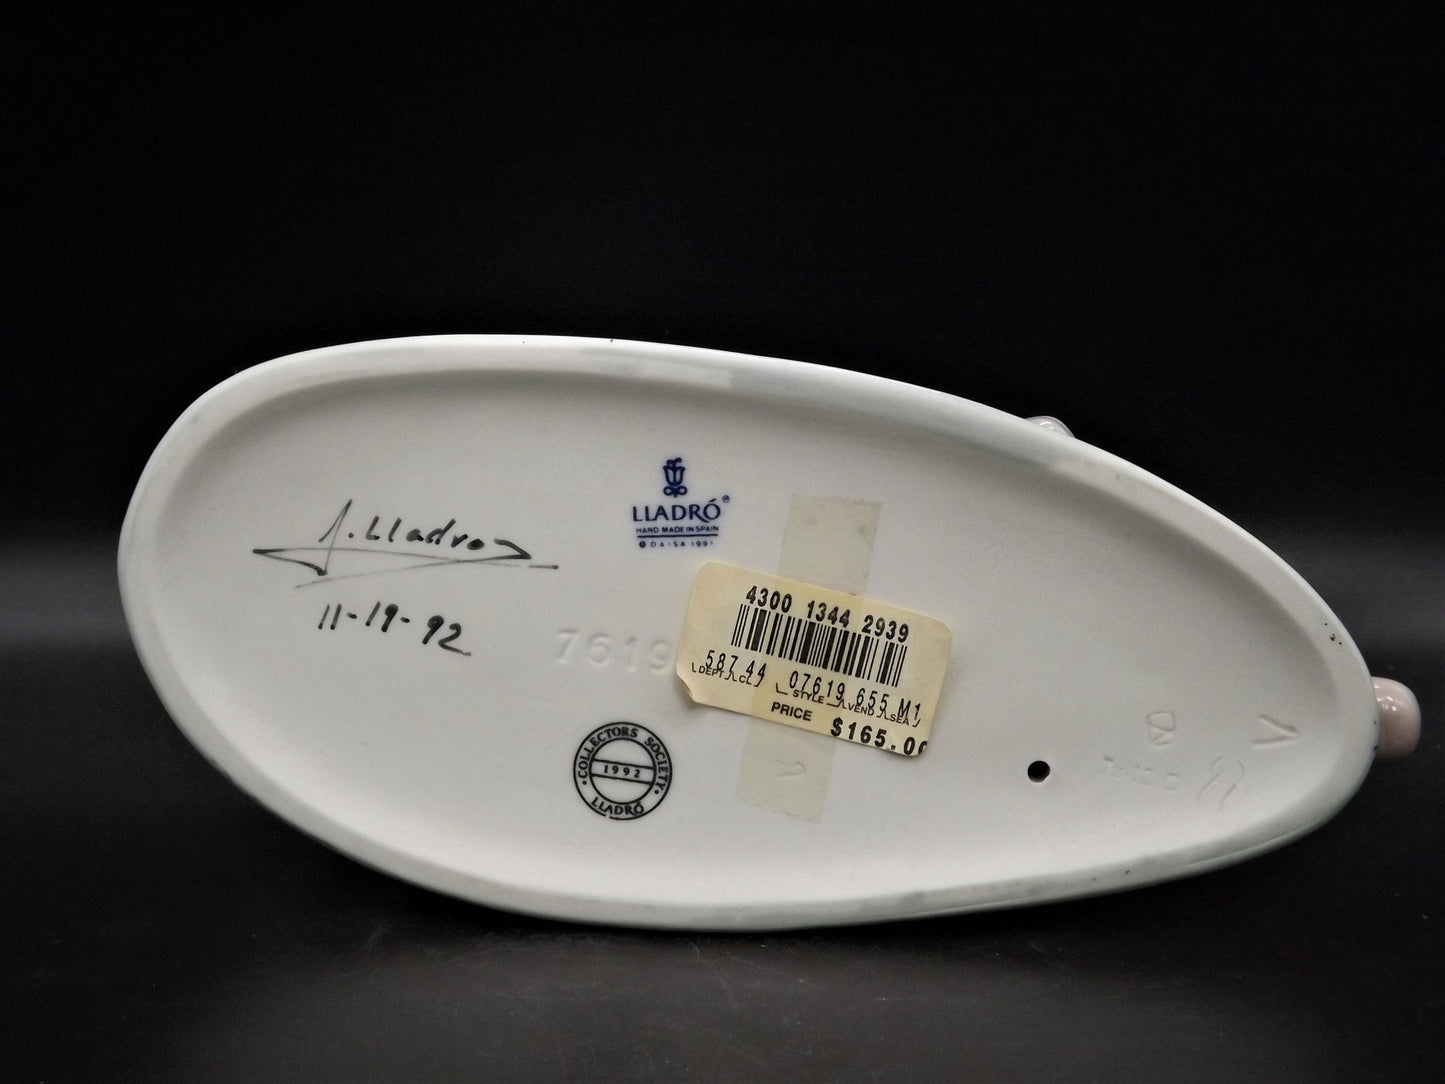 J. Lladro
11-19-92
LLADRÓ®
HAND MADE IN SPAIN
© DAISA 1991
7619
4300 1344 2939
587 44 07619 655 M1
DEPT CL STYLE VEND SEA
PRICE $165.00
COLLECTORS SOCIETY
1992
LLADRÓ